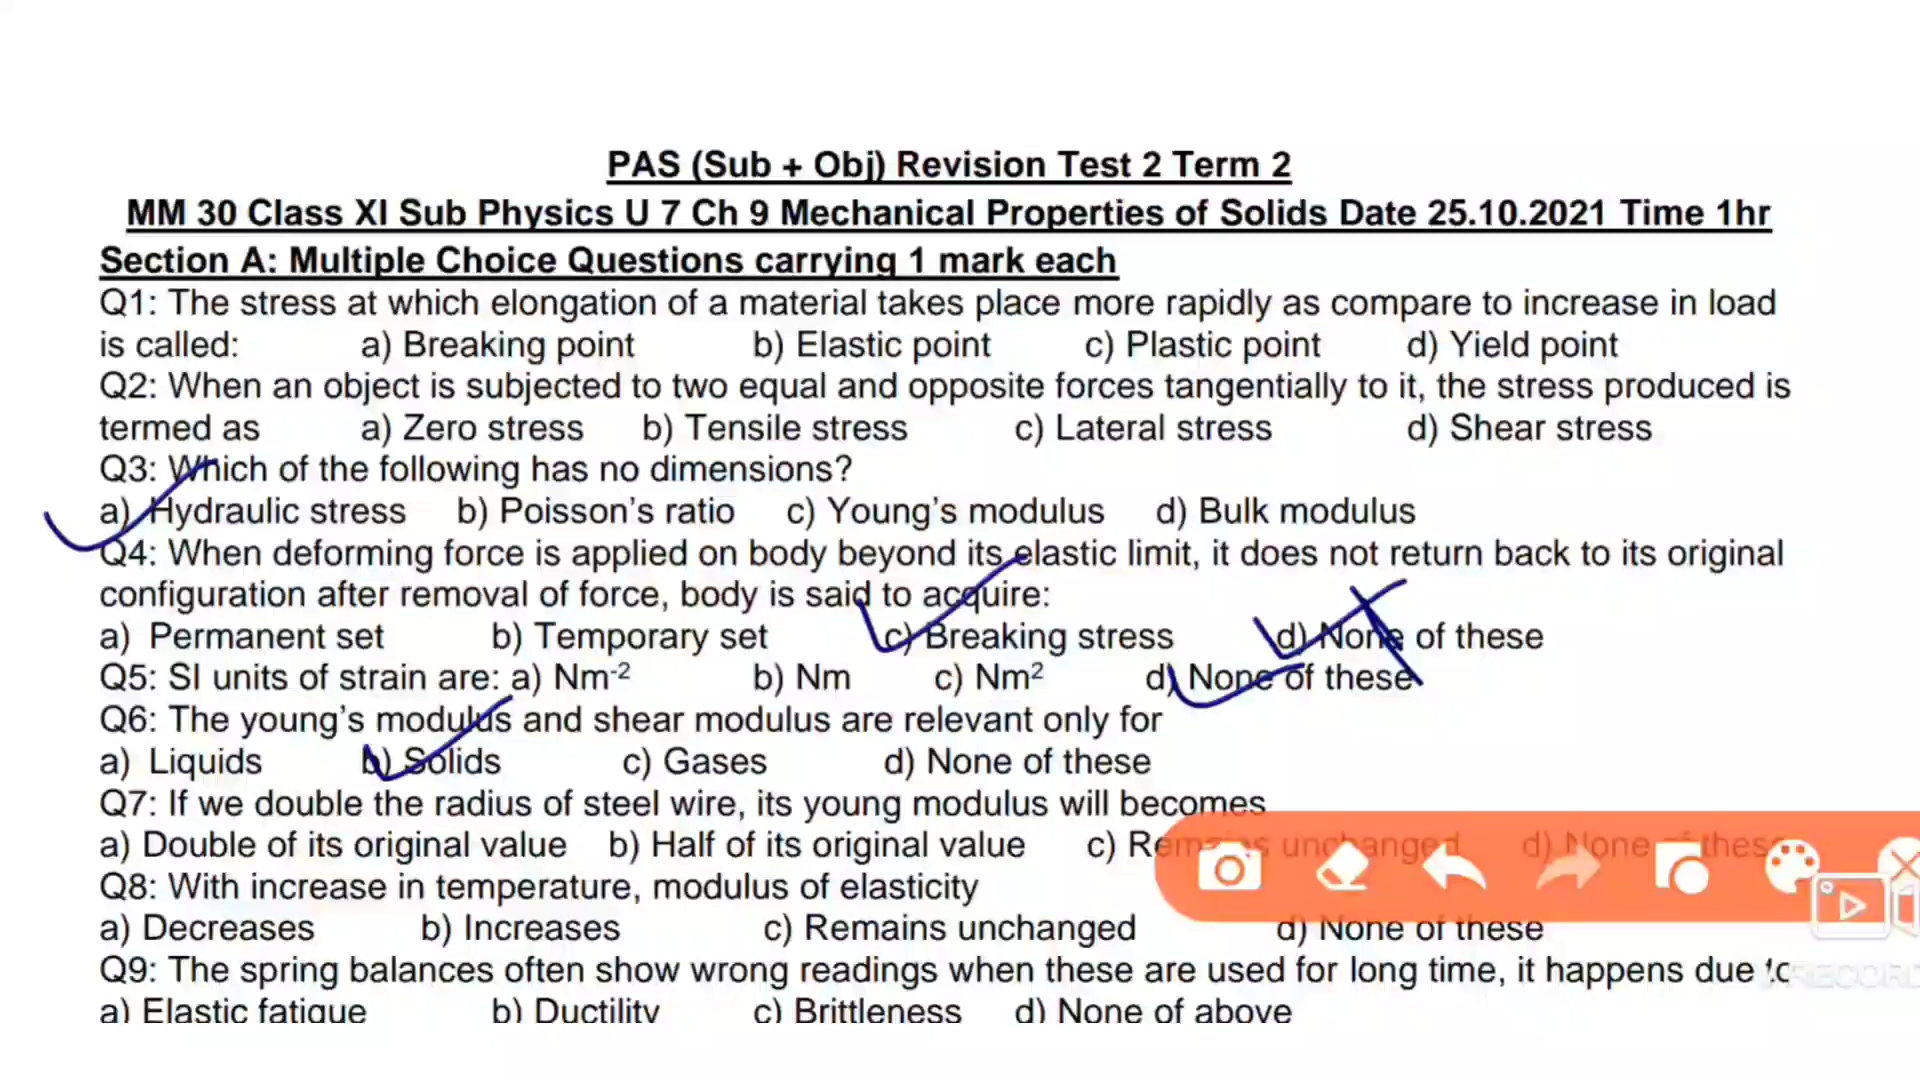 PAS (Sub + Obj) Revision Test 2 Term 2
MM 30 Class XI Sub Physics U 7 Ch 9 Mechanical Properties of Solids Date 25.10.2021 Time 1hr
Section A: Multiple Choice Questions carrying 1 mark each
Q1: The stress at which elongation of a material takes place more rapidly as compare to increase in load
is called: a) Breaking point b) Elastic point c) Plastic point d) Yield point
Q2: When an object is subjected to two equal and opposite forces tangentially to it, the stress produced is
termed as a) Zero stress b) Tensile stress c) Lateral stress d) Shear stress
Q3: Which of the following has no dimensions?
a) Hydraulic stress b) Poisson’s ratio c) Young’s modulus d) Bulk modulus
Q4: When deforming force is applied on body beyond its elastic limit, it does not return back to its original
configuration after removal of force, body is said to acquire:
a) Permanent set b) Temporary set c) Breaking stress d) None of these
Q5: SI units of strain are: a) Nm⁻² b) Nm c) Nm² d) None of these
Q6: The young’s modulus and shear modulus are relevant only for
a) Liquids b) Solids c) Gases d) None of these
Q7: If we double the radius of steel wire, its young modulus will becomes
a) Double of its original value b) Half of its original value c) Remains unchanged d) None of these
Q8: With increase in temperature, modulus of elasticity
a) Decreases b) Increases c) Remains unchanged d) None of these
Q9: The spring balances often show wrong readings when these are used for long time, it happens due to
a) Elastic fatigue b) Ductility c) Brittleness d) None of above